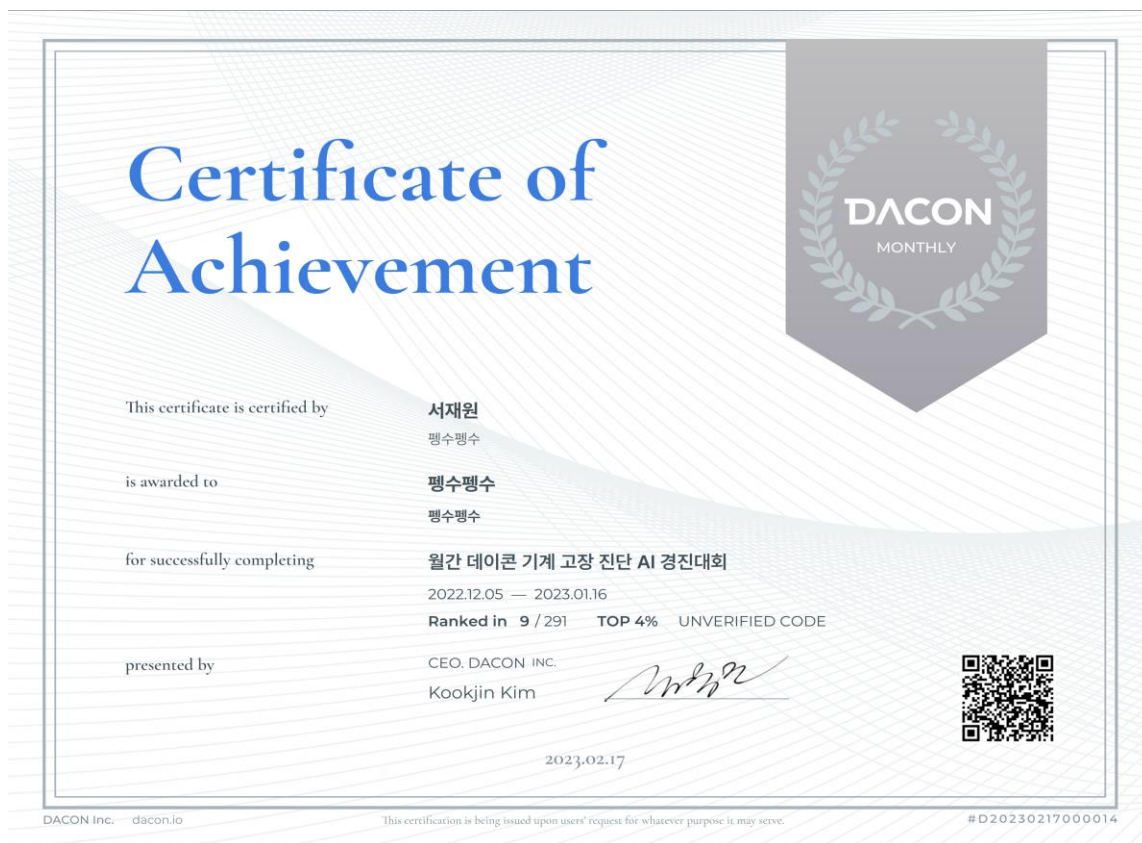 Certificate of
Achievement
DACON
MONTHLY
This certificate is certified by
서재원
펭수펭수
is awarded to
펭수펭수
펭수펭수
for successfully completing
월간 데이콘 기계 고장 진단 AI 경진대회
2022.12.05 — 2023.01.16
Ranked in 9 / 291 TOP 4% UNVERIFIED CODE
presented by
CEO. DACON INC.
Kookjin Kim
2023.02.17
DACON Inc. dacon.io
This certification is being issued upon users' request for whatever purpose it may serve.
#D20230217000014